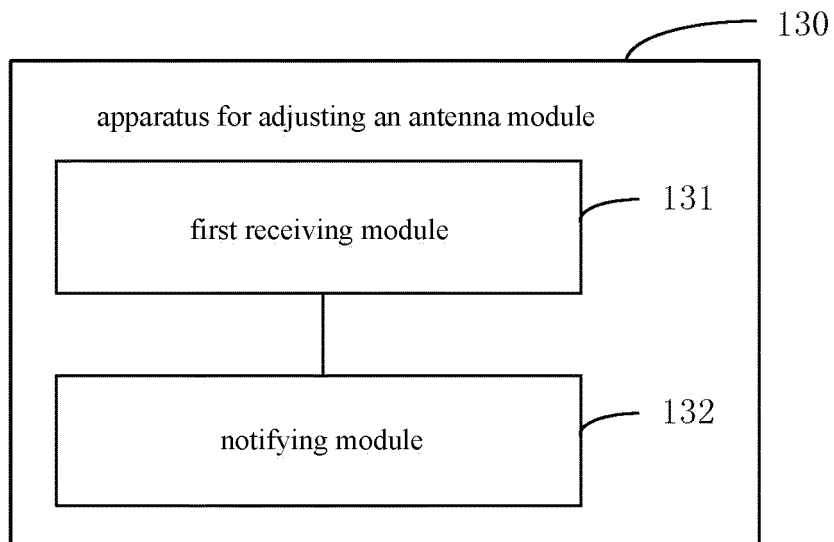 130
apparatus for adjusting an antenna module
131
first receiving module
132
notifying module